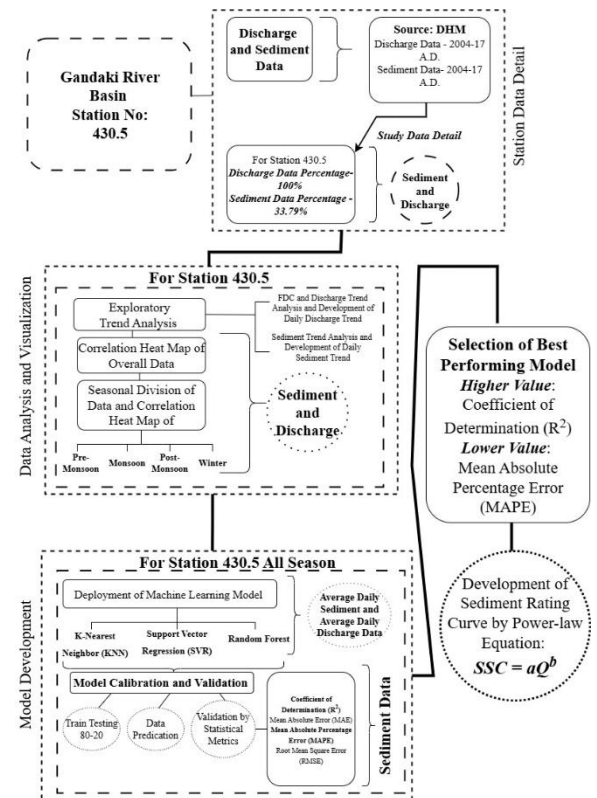 Gandaki River
Basin
Station No:
430.5
Discharge
and Sediment
Data
Source: DHM
Discharge Data - 2004-17
A.D.
Sediment Data- 2004-17
A.D.
Study Data Detail
For Station 430.5
Discharge Data Percentage-
100%
Sediment Data Percentage -
33.79%
Sediment
and
Discharge
Station Data Detail
Data Analysis and Visualization
For Station 430.5
Exploratory
Trend Analysis
FDC and Discharge Trend
Analysis and Development of
Daily Discharge Trend
Sediment Trend Analysis and
Development of Daily
Sediment Trend
Correlation Heat Map of
Overall Data
Seasonal Division of
Data and Correlation
Heat Map of
Pre-
Monsoon
Monsoon
Post-
Monsoon
Winter
Sediment
and
Discharge
Model Development
For Station 430.5 All Season
Deployment of Machine Learning Model
K-Nearest
Neighbor (KNN)
Support Vector
Regression (SVR)
Random Forest
Average Daily
Sediment and
Average Daily
Discharge Data
Model Calibration and Validation
Train Testing
80-20
Data
Predication
Validation by
Statistical
Metrics
Coefficient of
Determination (R²)
Mean Absolute Error (MAE)
Mean Absolute Percentage
Error (MAPE)
Root Mean Square Error
(RMSE)
Sediment Data
Selection of Best
Performing Model
Higher Value:
Coefficient of
Determination (R²)
Lower Value:
Mean Absolute
Percentage Error
(MAPE)
Development of
Sediment Rating
Curve by Power-law
Equation:
SSC = aQᵇ